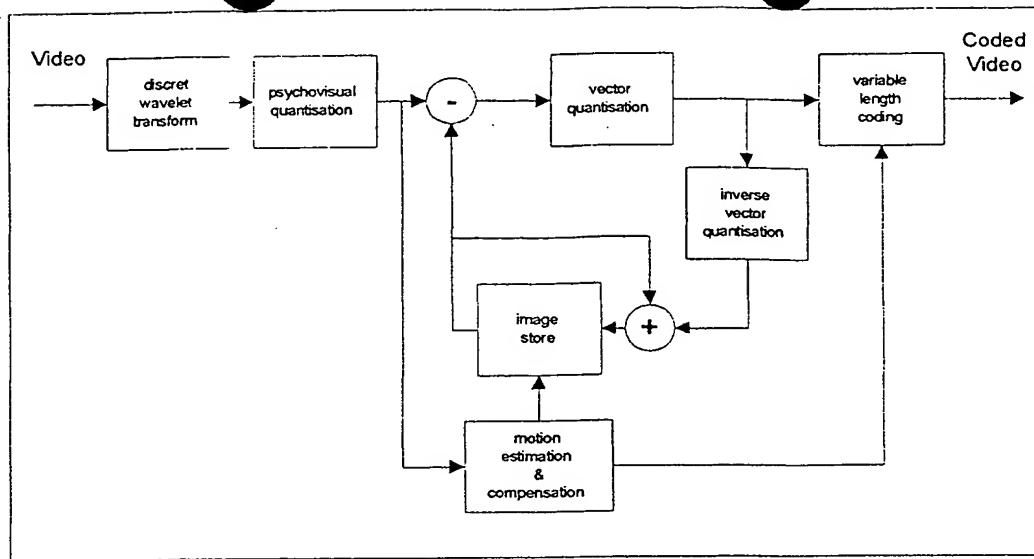 Video
discret
wavelet
transform
psychovisual
quantisation
-
vector
quantisation
variable
length
coding
Coded
Video
inverse
vector
quantisation
image
store
+
motion
estimation
&
compensation